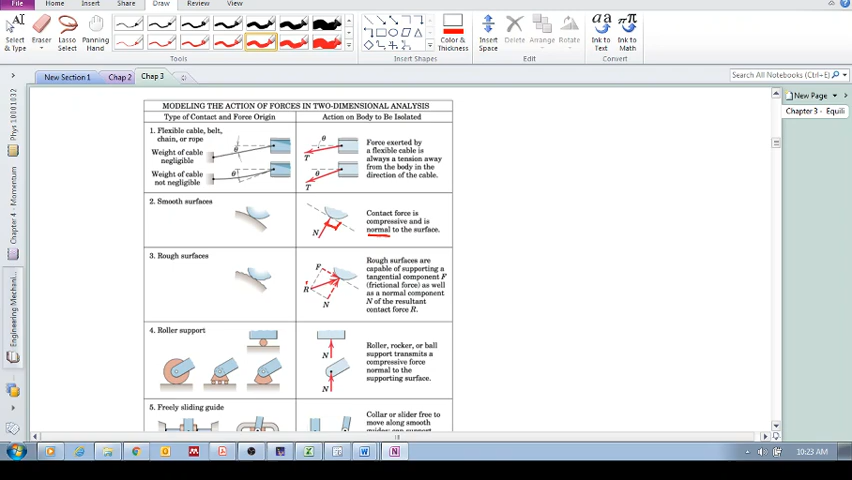 File
Home
Insert
Share
Draw
History
Review
View
Select & Type
Eraser
Lasso Select
Panning Hand
Tools
Insert Shapes
Color & Thickness
Insert Space
Delete
Arrange
Rotate
Edit
Ink to Text
Ink to Math
Convert
New Section 1
Chap 2
Chap 3
Search All Notebooks (Ctrl+E)
New Page
Chapter 3 - Equili
Phys 10001032
Chapter 4 - Momentum
Engineering Mechani
MODELING THE ACTION OF FORCES IN TWO-DIMENSIONAL ANALYSIS
Type of Contact and Force Origin
Action on Body to Be Isolated
1. Flexible cable, belt,
chain, or rope
Weight of cable
negligible
Weight of cable
not negligible
θ
θ
θ
T
θ
T
Force exerted by
a flexible cable is
always a tension away
from the body in the
direction of the cable.
2. Smooth surfaces
N
Contact force is
compressive and is
normal to the surface.
3. Rough surfaces
F
R
N
Rough surfaces are
capable of supporting a
tangential component F
(frictional force) as well
as a normal component
N of the resultant
contact force R.
4. Roller support
N
N
Roller, rocker, or ball
support transmits a
compressive force
normal to the
supporting surface.
5. Freely sliding guide
Collar or slider free to
move along smooth
10:23 AM